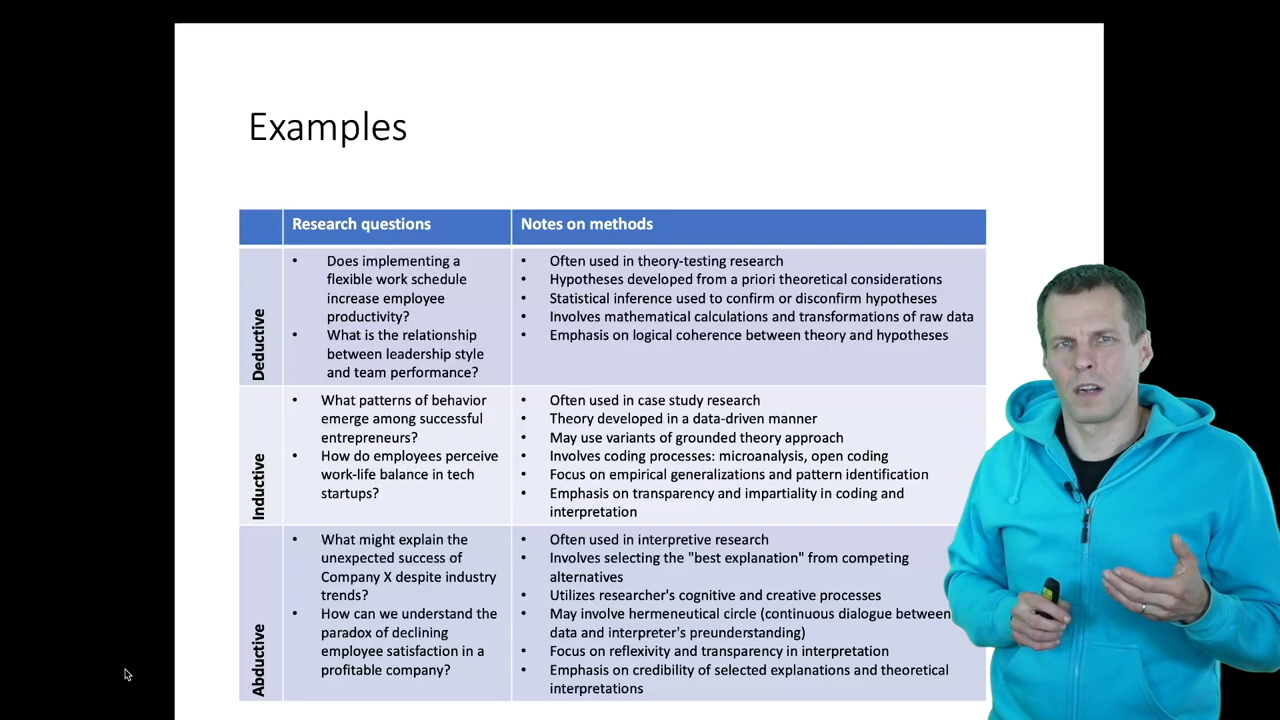 Examples
Research questions
Notes on methods
Deductive
• Does implementing a
flexible work schedule
increase employee
productivity?
• What is the relationship
between leadership style
and team performance?
• Often used in theory-testing research
• Hypotheses developed from a priori theoretical considerations
• Statistical inference used to confirm or disconfirm hypotheses
• Involves mathematical calculations and transformations of raw data
• Emphasis on logical coherence between theory and hypotheses
Inductive
• What patterns of behavior
emerge among successful
entrepreneurs?
• How do employees perceive
work-life balance in tech
startups?
• Often used in case study research
• Theory developed in a data-driven manner
• May use variants of grounded theory approach
• Involves coding processes: microanalysis, open coding
• Focus on empirical generalizations and pattern identification
• Emphasis on transparency and impartiality in coding and
interpretation
Abductive
• What might explain the
unexpected success of
Company X despite industry
trends?
• How can we understand the
paradox of declining
employee satisfaction in a
profitable company?
• Often used in interpretive research
• Involves selecting the "best explanation" from competing
alternatives
• Utilizes researcher's cognitive and creative processes
• May involve hermeneutical circle (continuous dialogue between
data and interpreter's preunderstanding)
• Focus on reflexivity and transparency in interpretation
• Emphasis on credibility of selected explanations and theoretical
interpretations